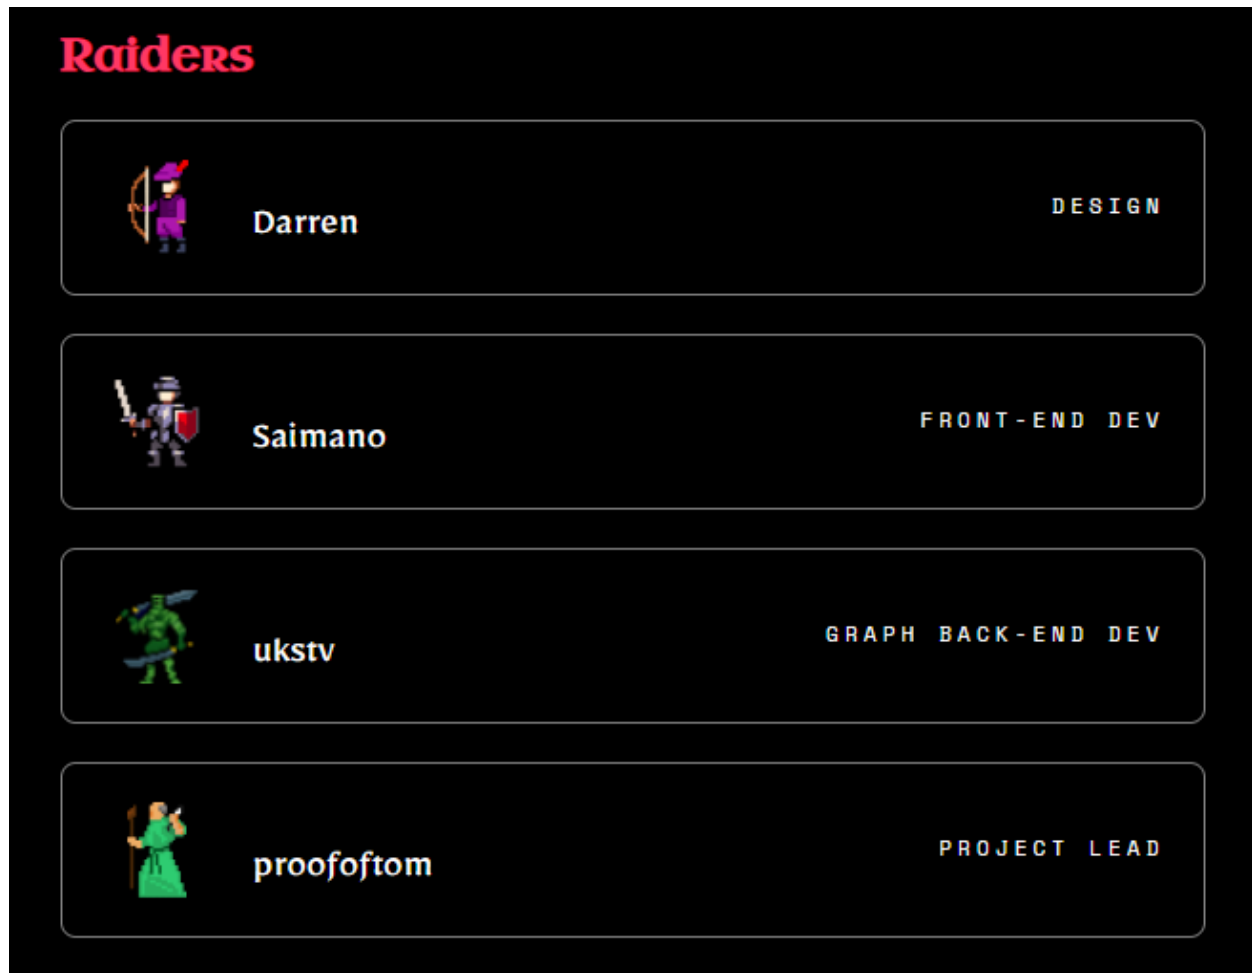 Raiders
Darren
DESIGN
Saimano
FRONT-END DEV
ukstv
GRAPH BACK-END DEV
proofoftom
PROJECT LEAD